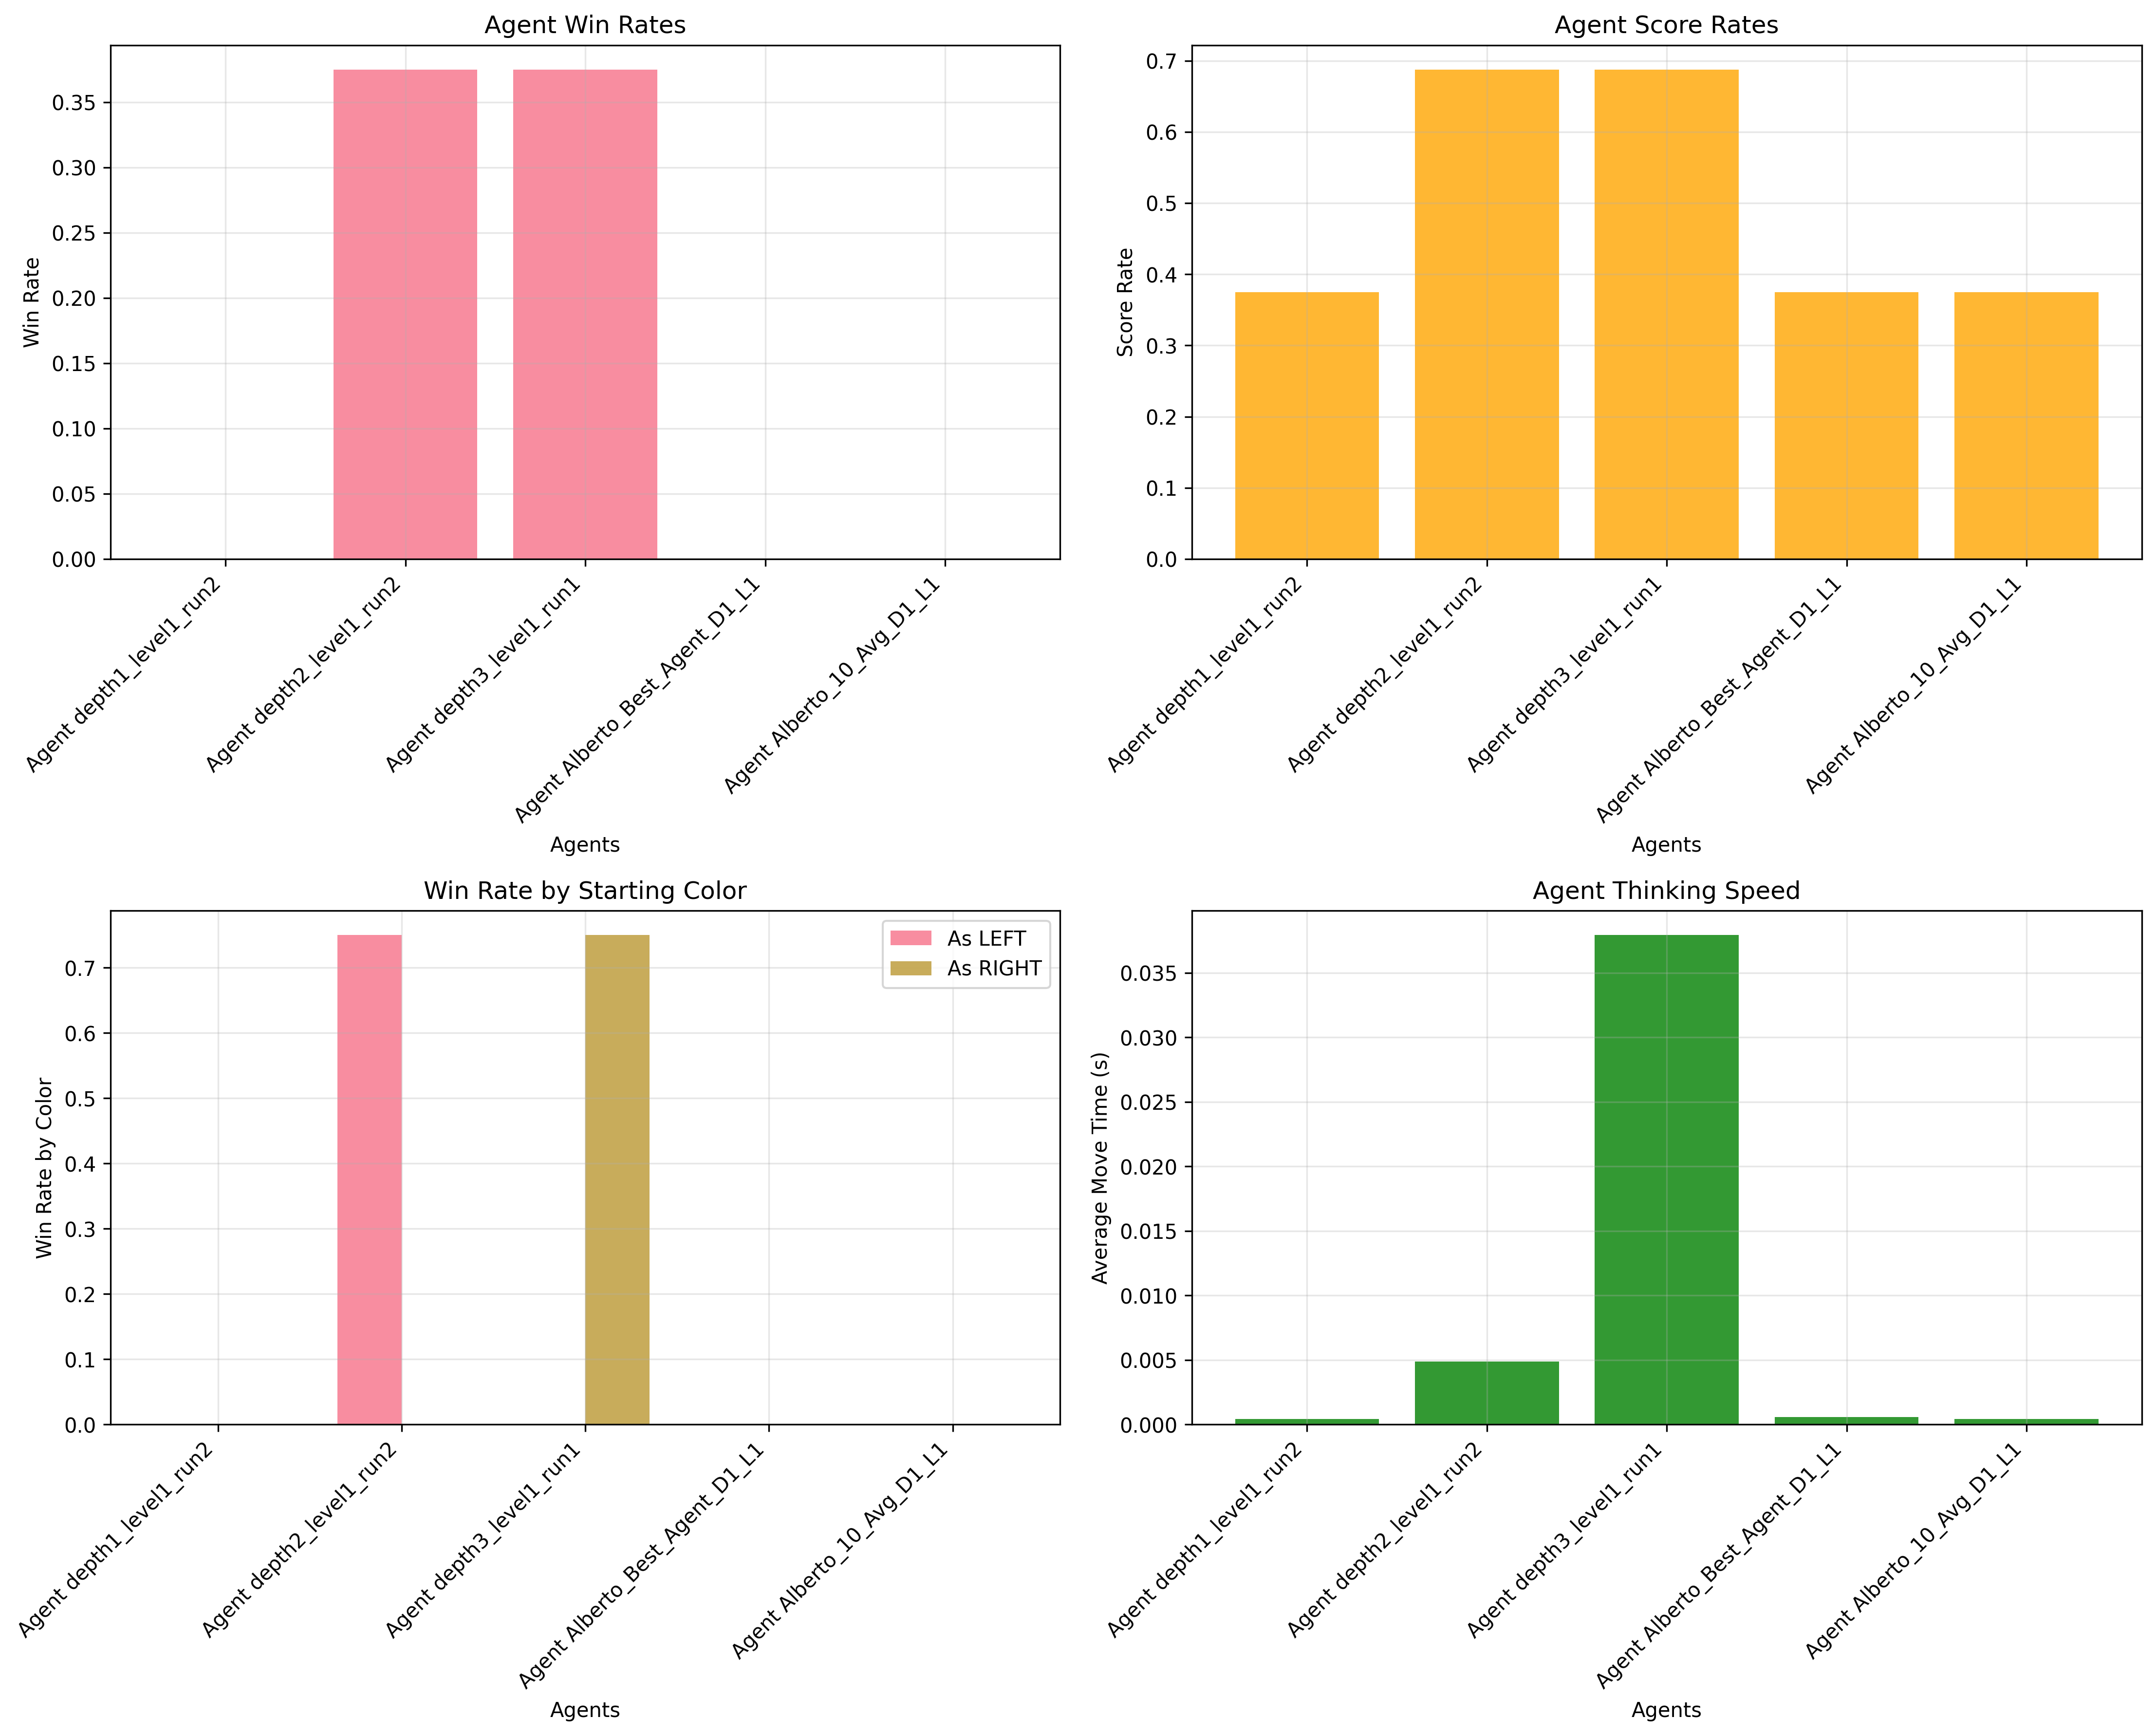 Agent Win Rates
Win Rate
0.35
0.30
0.25
0.20
0.15
0.10
0.05
0.00
Agent depth1_level1_run2
Agent depth2_level1_run2
Agent depth3_level1_run1
Agent Alberto_Best_Agent_D1_L1
Agent Alberto_10_Avg_D1_L1
Agents
Agent Score Rates
Score Rate
0.7
0.6
0.5
0.4
0.3
0.2
0.1
0.0
Agent depth1_level1_run2
Agent depth2_level1_run2
Agent depth3_level1_run1
Agent Alberto_Best_Agent_D1_L1
Agent Alberto_10_Avg_D1_L1
Agents
Win Rate by Starting Color
Win Rate by Color
0.7
0.6
0.5
0.4
0.3
0.2
0.1
0.0
As LEFT
As RIGHT
Agent depth1_level1_run2
Agent depth2_level1_run2
Agent depth3_level1_run1
Agent Alberto_Best_Agent_D1_L1
Agent Alberto_10_Avg_D1_L1
Agents
Agent Thinking Speed
Average Move Time (s)
0.035
0.030
0.025
0.020
0.015
0.010
0.005
0.000
Agent depth1_level1_run2
Agent depth2_level1_run2
Agent depth3_level1_run1
Agent Alberto_Best_Agent_D1_L1
Agent Alberto_10_Avg_D1_L1
Agents